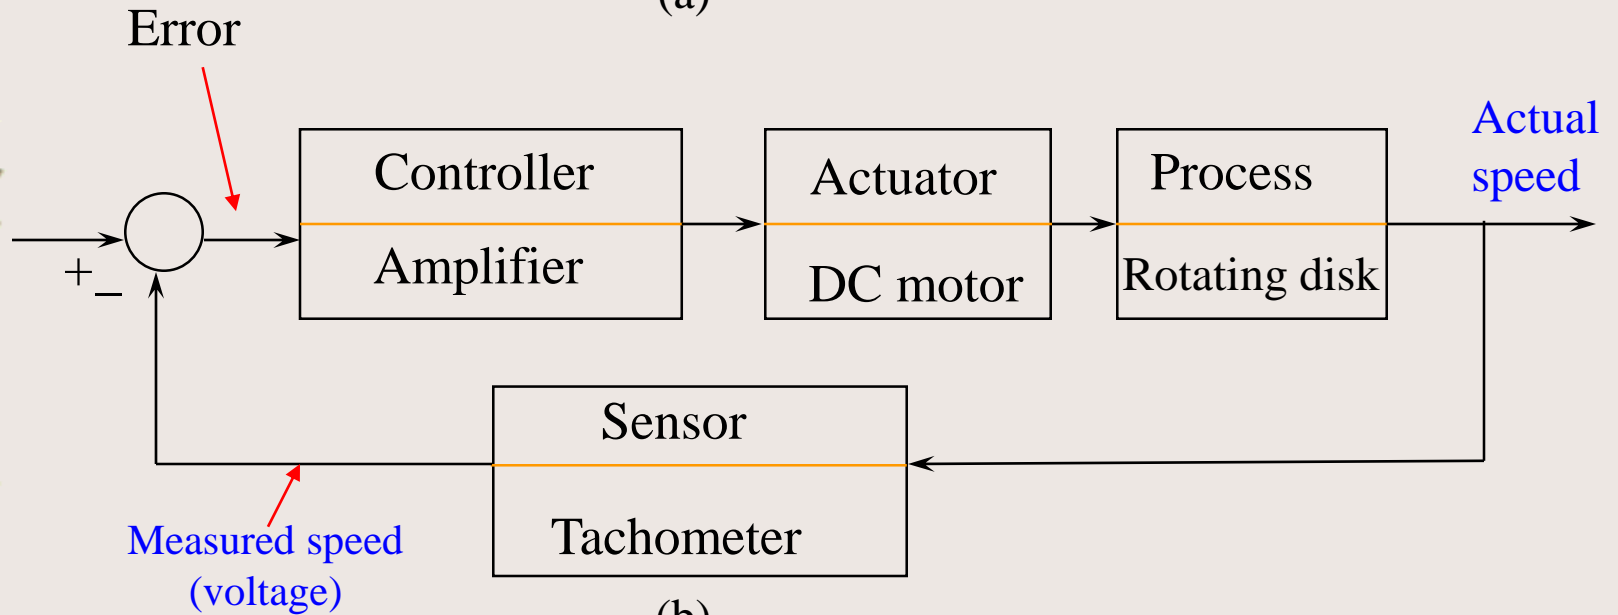 (a)
Error
Actual
speed
Controller
Amplifier
Actuator
DC motor
Process
Rotating disk
+
−
Sensor
Tachometer
Measured speed
(voltage)
(b)